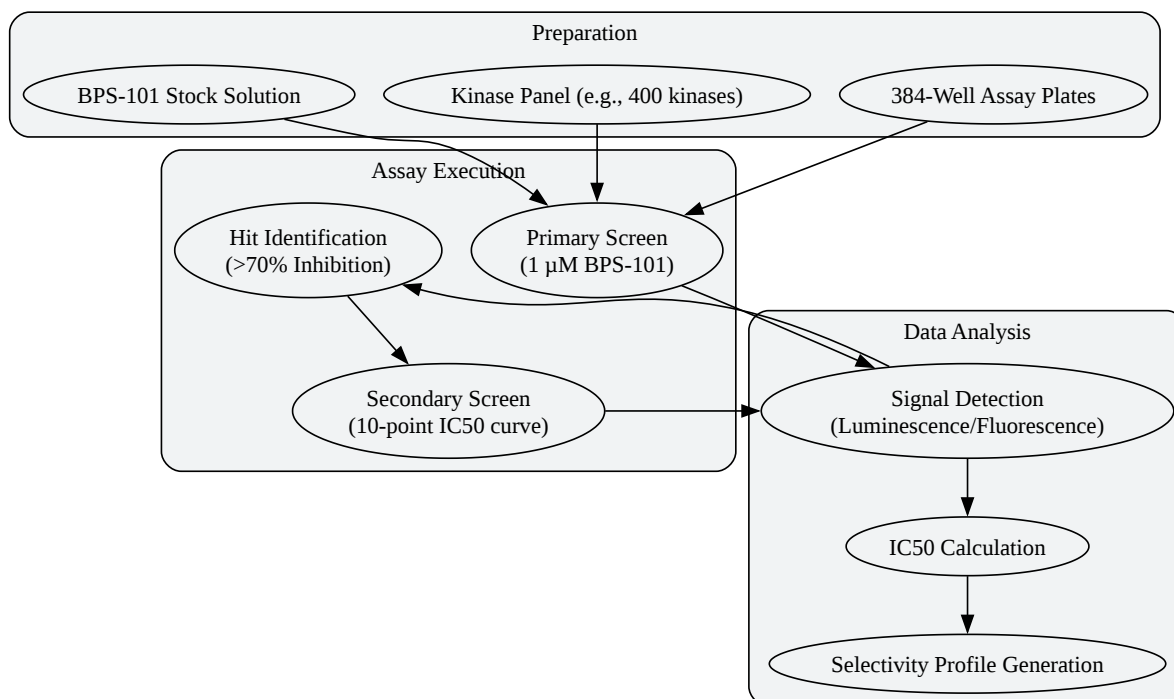 Preparation
BPS-101 Stock Solution
Kinase Panel (e.g., 400 kinases)
384-Well Assay Plates
Assay Execution
Hit Identification
(>70% Inhibition)
Primary Screen
(1 µM BPS-101)
Secondary Screen
(10-point IC50 curve)
Data Analysis
Signal Detection
(Luminescence/Fluorescence)
IC50 Calculation
Selectivity Profile Generation